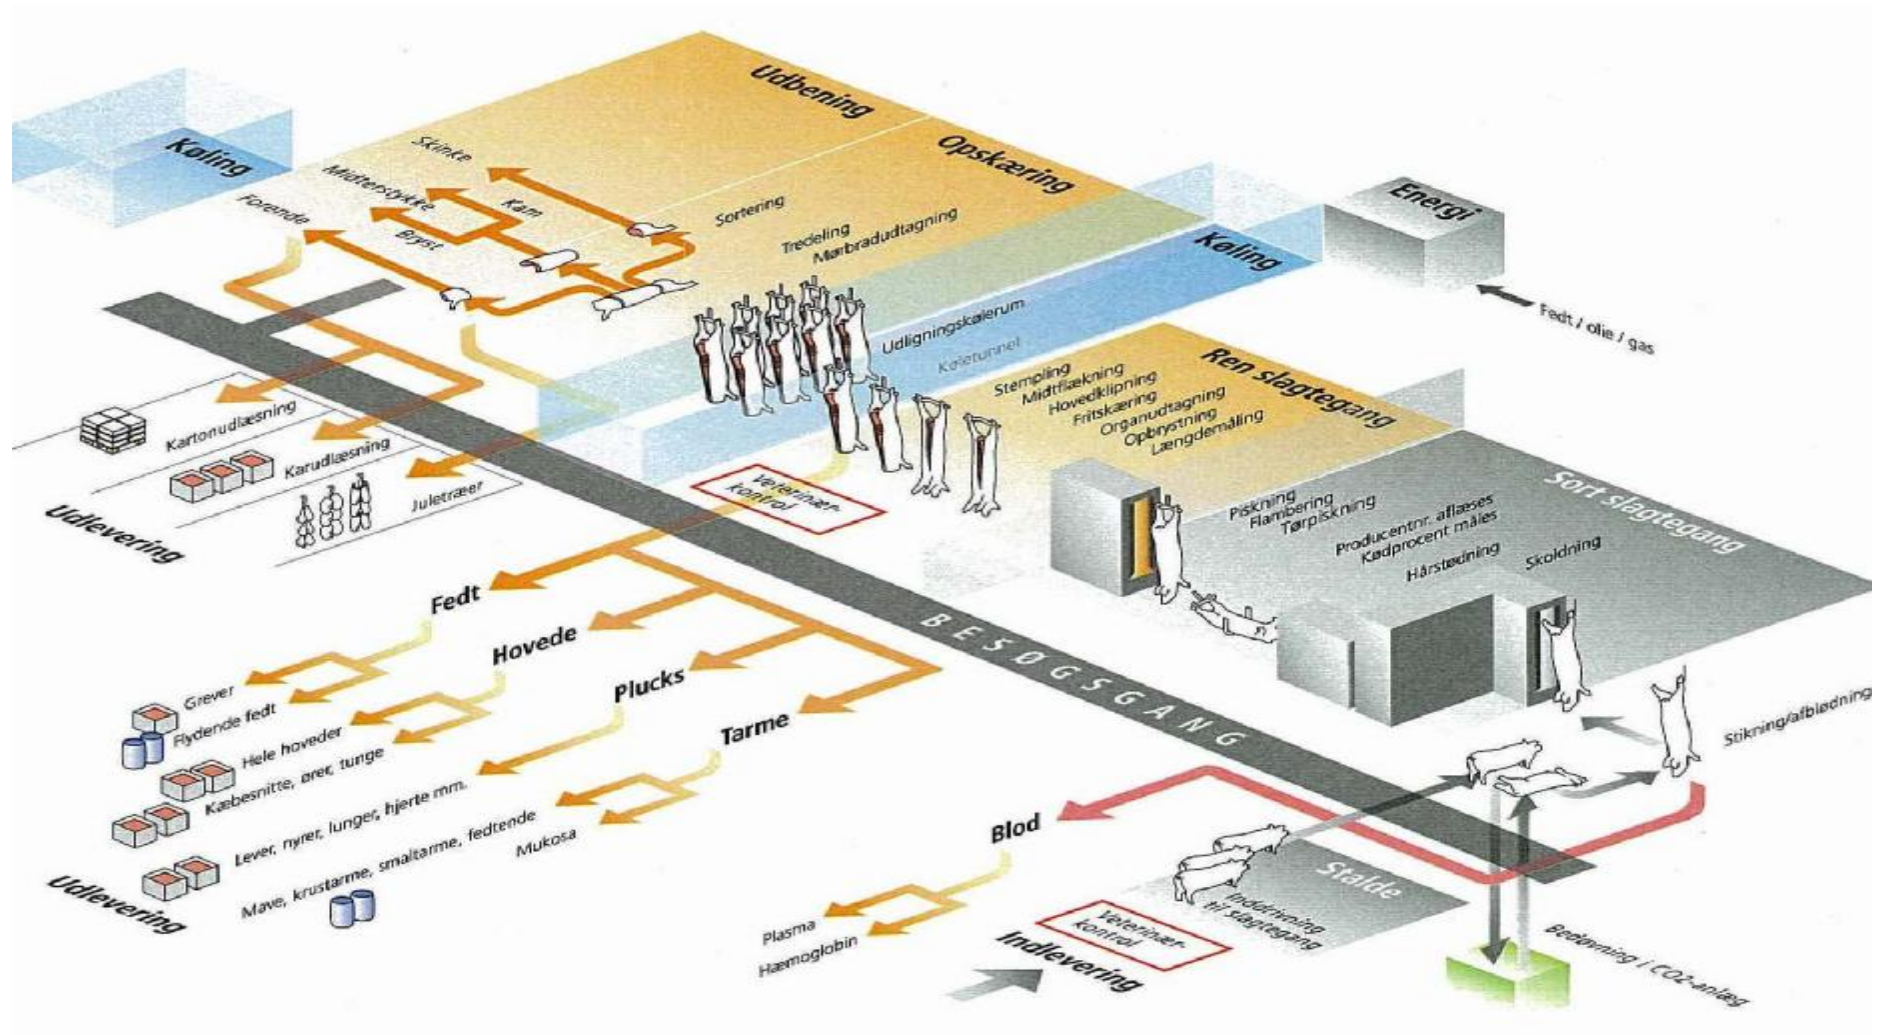 Udbening
Opskæring
Køling
Skinke
Midterstykke
Kam
Forende
Bryst
Sortering
Tredeling
Mørbradudtagning
Energi
Køling
Fedt / olie / gas
Udligningskølerum
Køletunnel
Ren slagtegang
Stempling
Midtflækning
Hovedklipning
Fritskæring
Organudtagning
Opbrystning
Længdemåling
Sort slagtegang
Piskning
Flambering
Tørpiskning
Producentnr. aflæses
Kødprocent måles
Hårstødning
Skoldning
Kartonudlæsning
Karudlæsning
Juletræer
Udlevering
Veterinær-
kontrol
BESØGSGANG
Fedt
Hovede
Plucks
Tarme
Grever
Flydende fedt
Hele hoveder
Kæbesnitte, ører, tunge
Lever, nyrer, lunger, hjerte mm.
Mave, krustarme, smaltarme, fedtende
Mukosa
Udlevering
Stikning/afblødning
Blod
Plasma
Hæmoglobin
Stalde
Inddrivning
til slagtegang
Veterinær-
kontrol
Indlevering
Bedøvning i CO2-anlæg